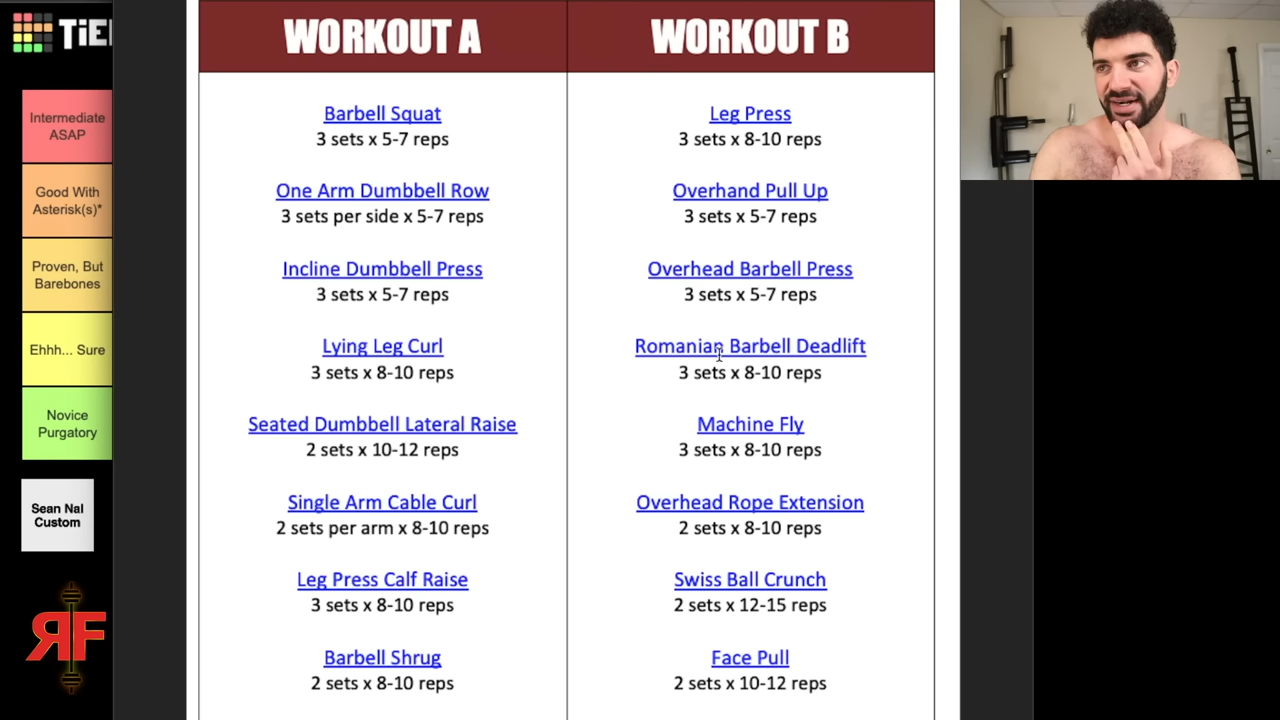 TiE
Intermediate
ASAP
Good With
Asterisk(s)*
Proven, But
Barebones
Ehhh... Sure
Novice
Purgatory
Sean Nal
Custom
RF
WORKOUT A
Barbell Squat
3 sets x 5-7 reps
One Arm Dumbbell Row
3 sets per side x 5-7 reps
Incline Dumbbell Press
3 sets x 5-7 reps
Lying Leg Curl
3 sets x 8-10 reps
Seated Dumbbell Lateral Raise
2 sets x 10-12 reps
Single Arm Cable Curl
2 sets per arm x 8-10 reps
Leg Press Calf Raise
3 sets x 8-10 reps
Barbell Shrug
2 sets x 8-10 reps
WORKOUT B
Leg Press
3 sets x 8-10 reps
Overhand Pull Up
3 sets x 5-7 reps
Overhead Barbell Press
3 sets x 5-7 reps
Romanian Barbell Deadlift
3 sets x 8-10 reps
Machine Fly
3 sets x 8-10 reps
Overhead Rope Extension
2 sets x 8-10 reps
Swiss Ball Crunch
2 sets x 12-15 reps
Face Pull
2 sets x 10-12 reps